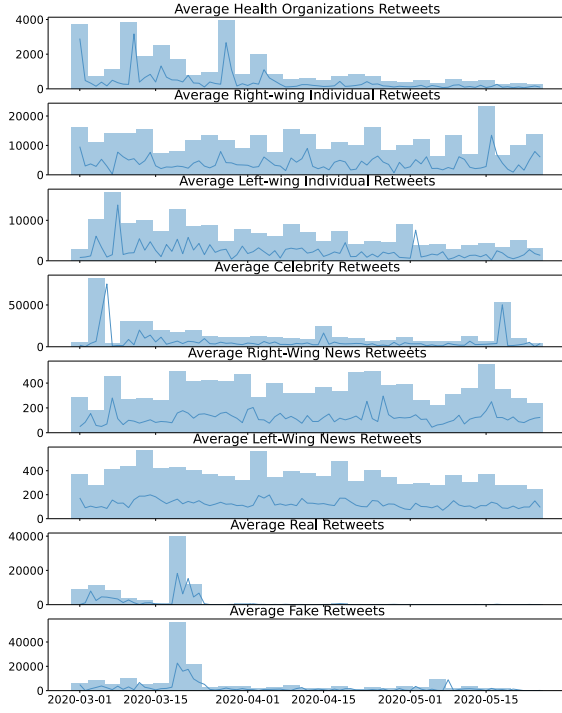 Average Health Organizations Retweets
4000
2000
0
Average Right-wing Individual Retweets
20000
10000
0
Average Left-wing Individual Retweets
10000
0
Average Celebrity Retweets
50000
0
Average Right-Wing News Retweets
400
200
0
Average Left-Wing News Retweets
400
200
0
Average Real Retweets
40000
20000
0
Average Fake Retweets
40000
20000
0
2020-03-01 2020-03-15 2020-04-01 2020-04-15 2020-05-01 2020-05-15